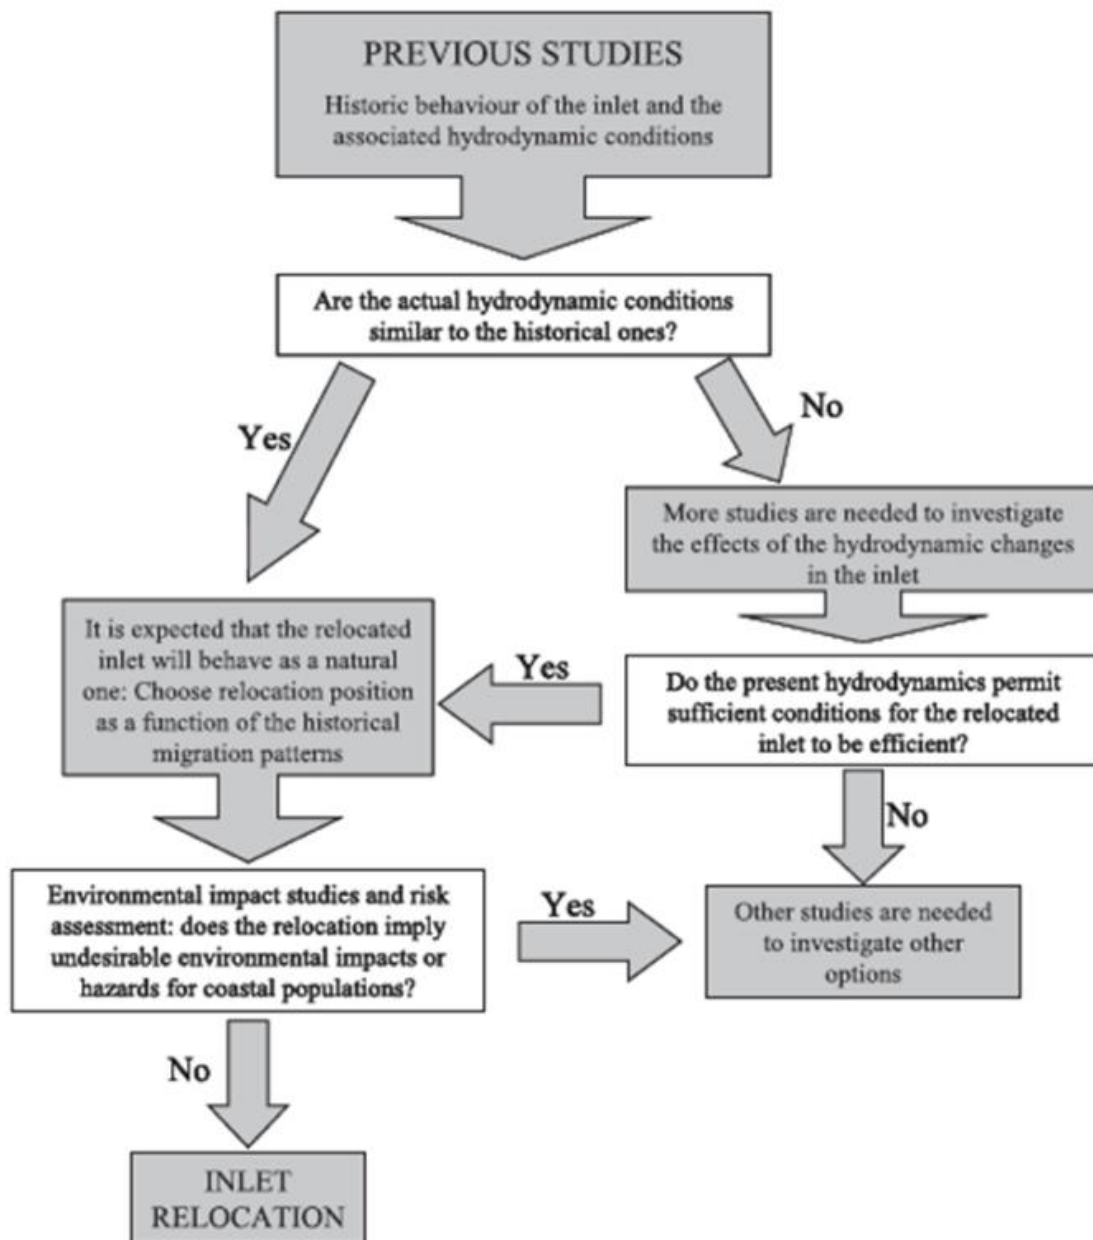 PREVIOUS STUDIES
Historic behaviour of the inlet and the
associated hydrodynamic conditions
Are the actual hydrodynamic conditions
similar to the historical ones?
Yes
No
More studies are needed to investigate
the effects of the hydrodynamic changes
in the inlet
It is expected that the relocated
inlet will behave as a natural
one: Choose relocation position
as a function of the historical
migration patterns
Yes
Do the present hydrodynamics permit
sufficient conditions for the relocated
inlet to be efficient?
No
Environmental impact studies and risk
assessment: does the relocation imply
undesirable environmental impacts or
hazards for coastal populations?
Yes
Other studies are needed
to investigate other
options
No
INLET
RELOCATION